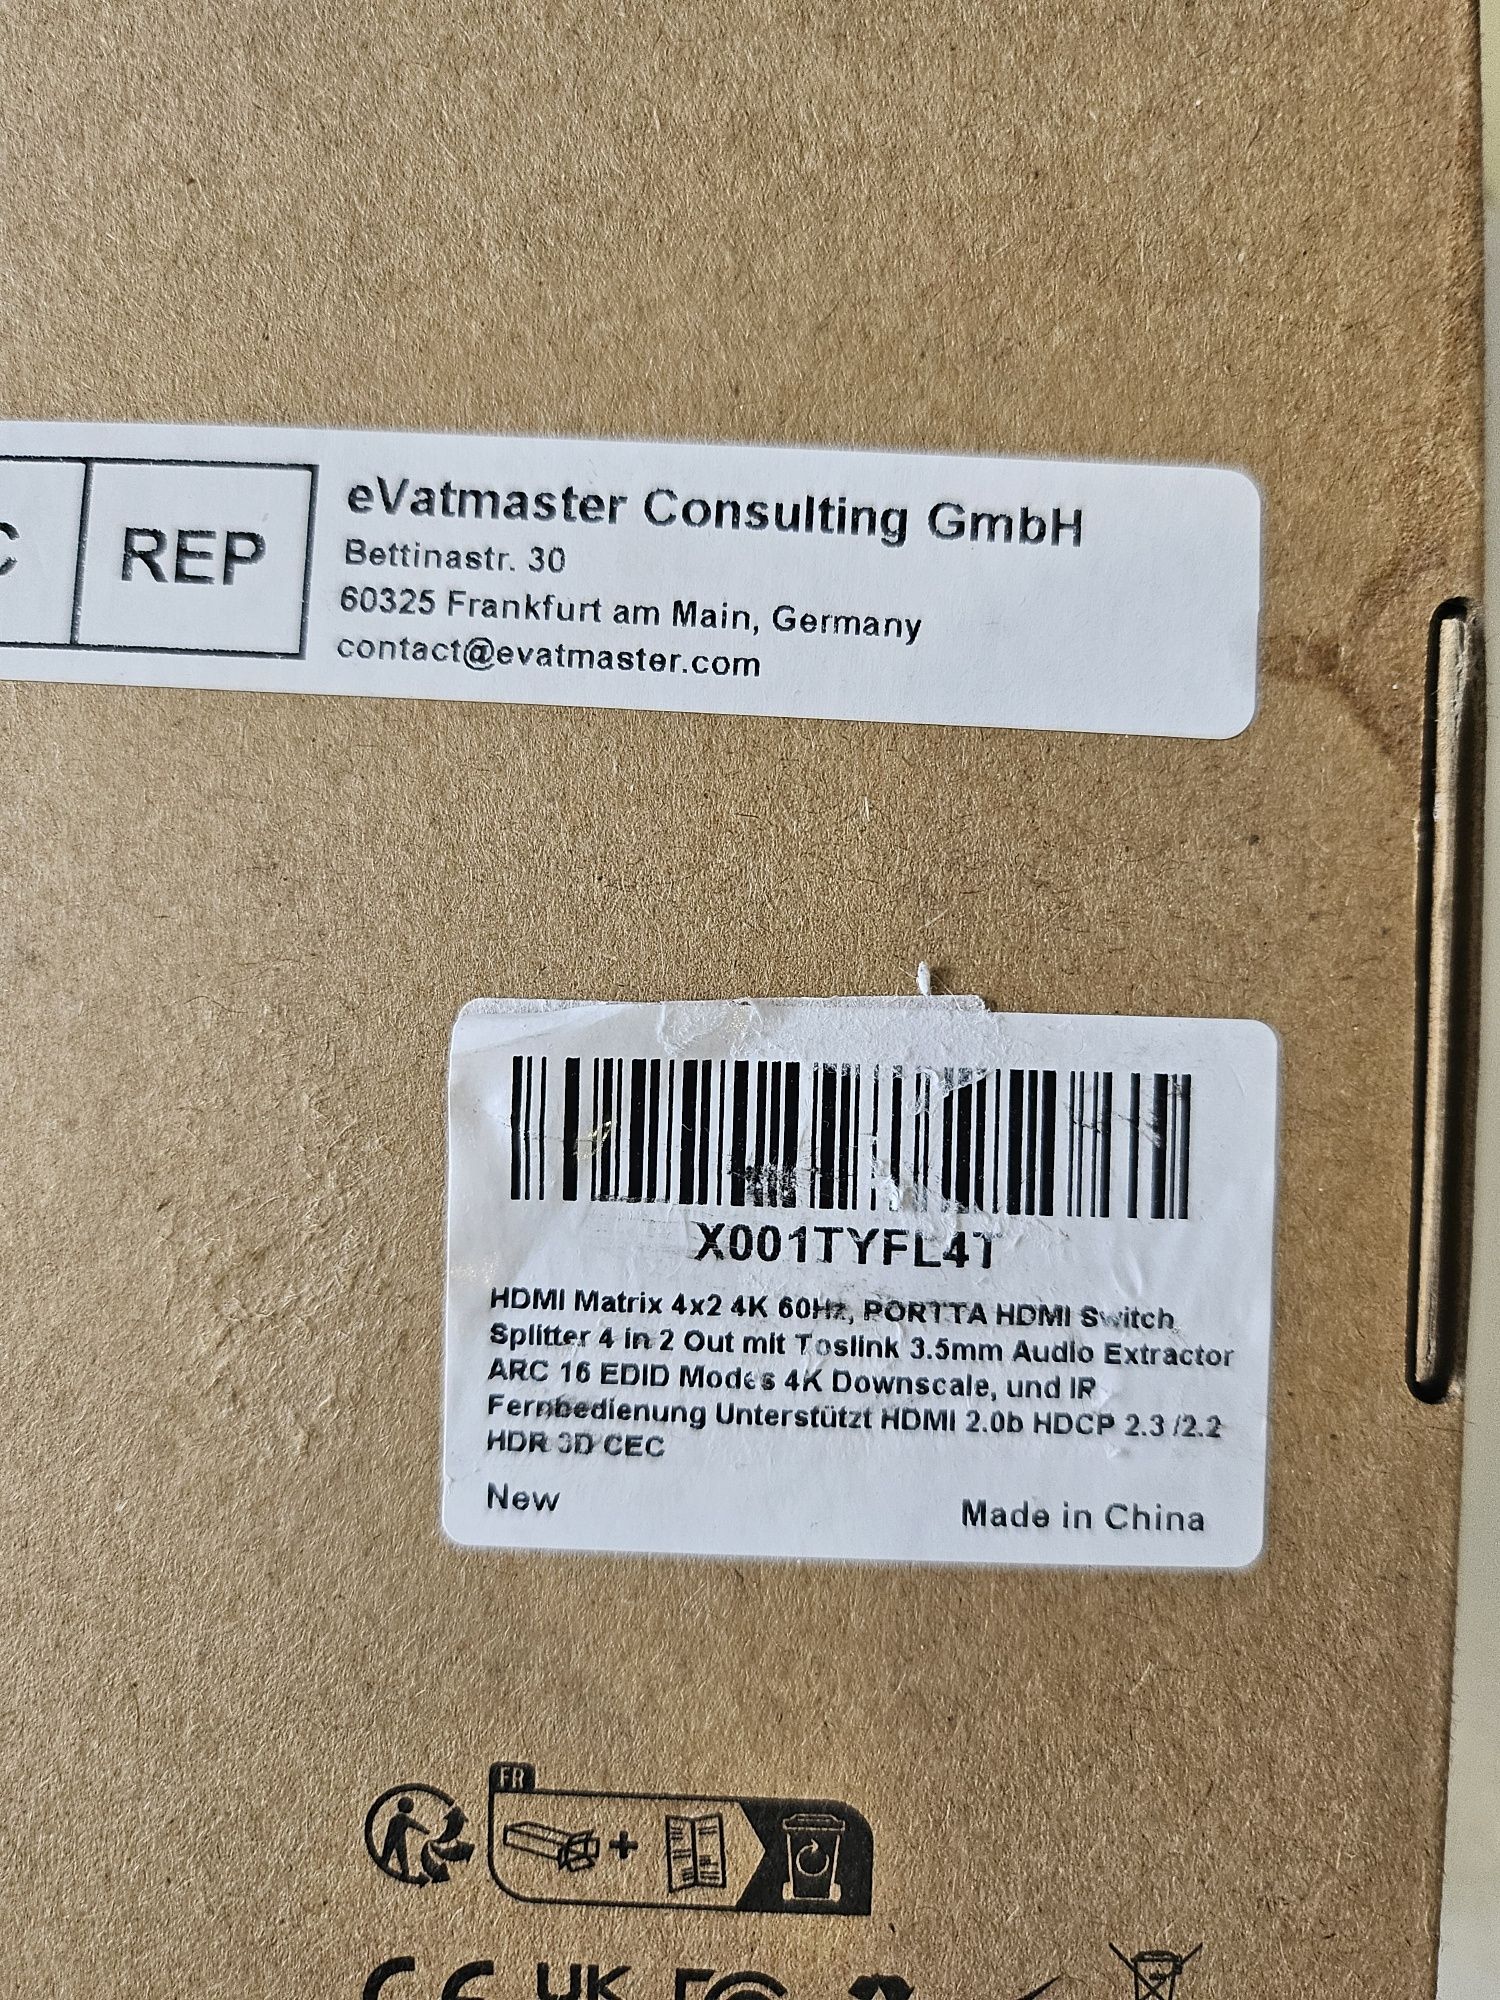 REP
eVatmaster Consulting GmbH
Bettinastr. 30
60325 Frankfurt am Main, Germany
contact@evatmaster.com
X001TYFL4T
HDMI Matrix 4x2 4K 60Hz, PORTTA HDMI Switch
Splitter 4 in 2 Out mit Toslink 3.5mm Audio Extractor
ARC 16 EDID Modes 4K Downscale, und IR
Fernbedienung Unterstützt HDMI 2.0b HDCP 2.3 /2.2
HDR 3D CEC
New
Made in China
FR
+
CE UK FC